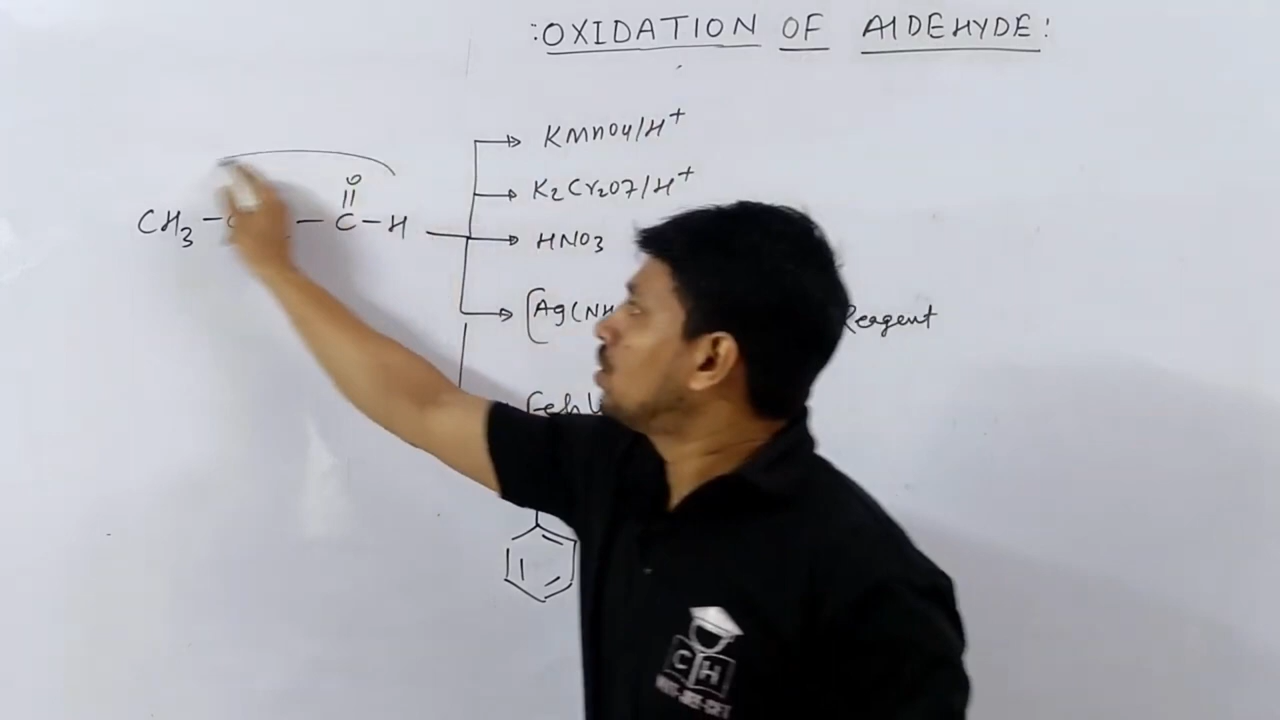 :OXIDATION OF AlDEHYDE:
KMnO4/H+
K2Cr2O7/H+
O
CH3-C - C-H
HNO3
[Ag(NH Reagent
C H